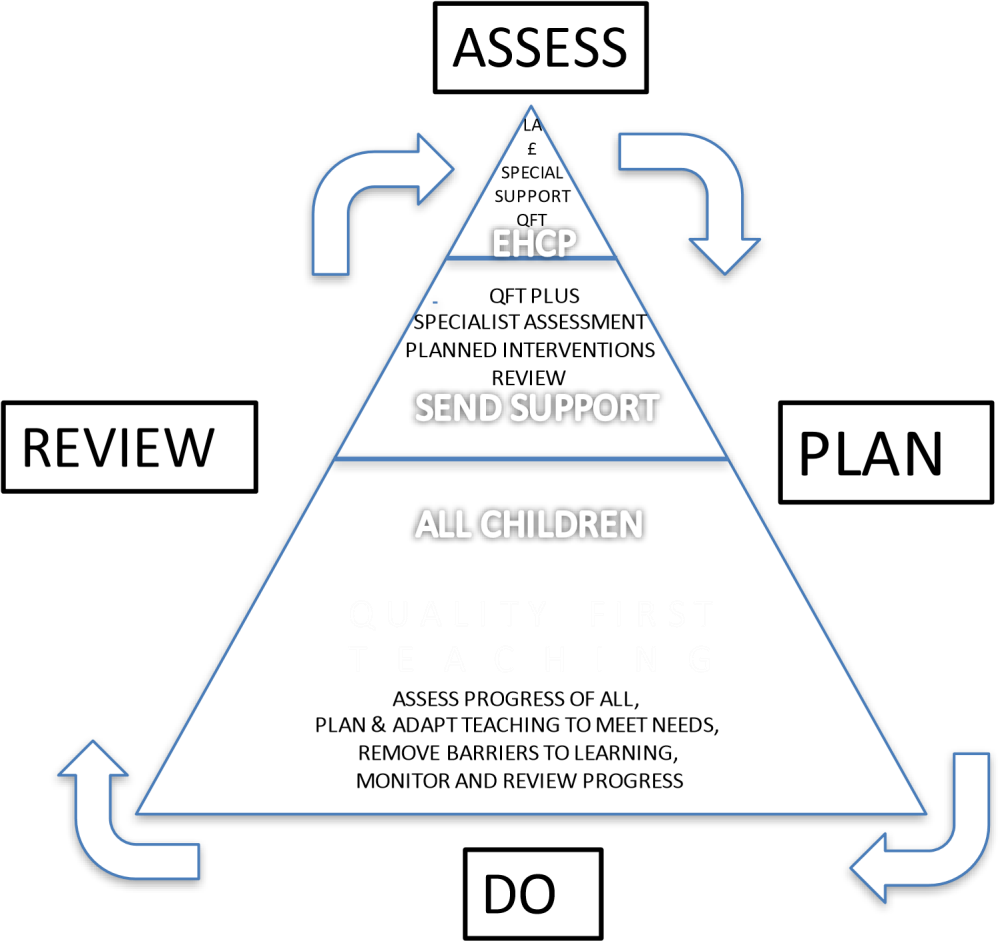 ASSESS
LA
£
SPECIAL
SUPPORT
QFT
EHCP
QFT PLUS
SPECIALIST ASSESSMENT
PLANNED INTERVENTIONS
REVIEW
SEND SUPPORT
REVIEW
PLAN
ALL CHILDREN
QUALITY FIRST
TEACHING
ASSESS PROGRESS OF ALL,
PLAN & ADAPT TEACHING TO MEET NEEDS,
REMOVE BARRIERS TO LEARNING,
MONITOR AND REVIEW PROGRESS
DO